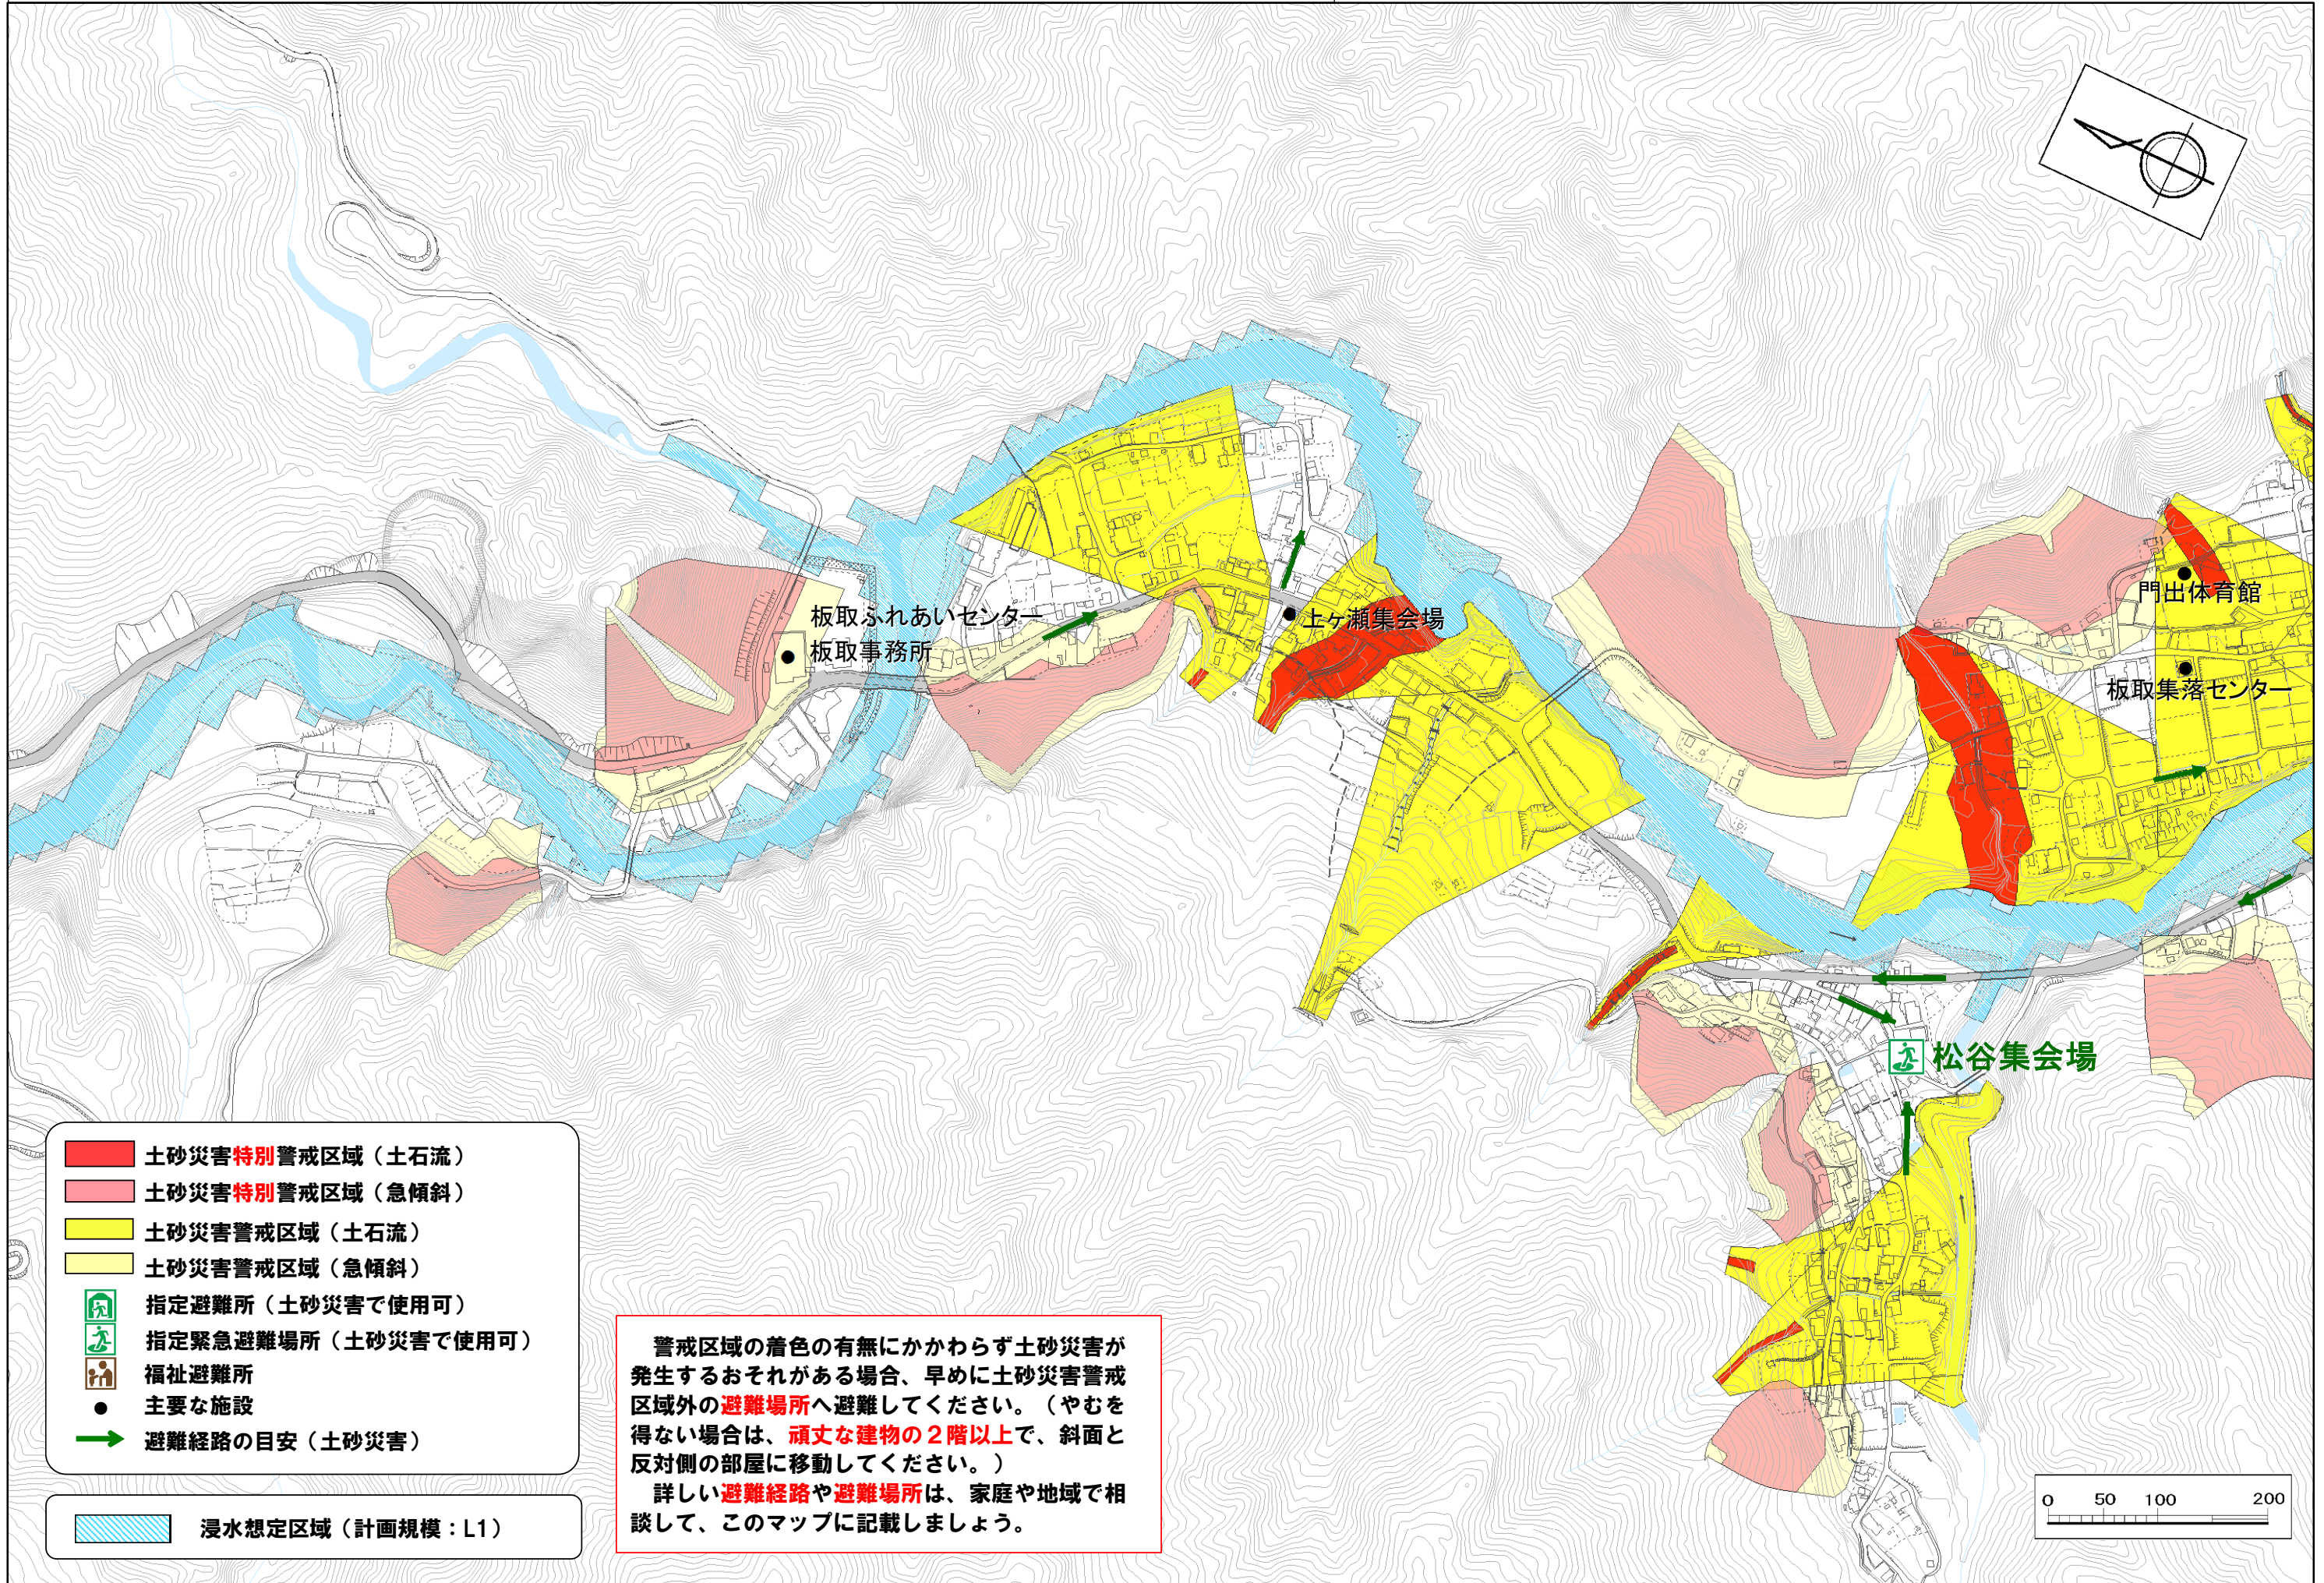 板取ふれあいセンター
板取事務所
上ヶ瀬集会場
門出体育館
板取集落センター
松谷集会場
土砂災害特別警戒区域（土石流）
土砂災害特別警戒区域（急傾斜）
土砂災害警戒区域（土石流）
土砂災害警戒区域（急傾斜）
指定避難所（土砂災害で使用可）
指定緊急避難場所（土砂災害で使用可）
福祉避難所
主要な施設
避難経路の目安（土砂災害）
浸水想定区域（計画規模：L1）
警戒区域の着色の有無にかかわらず土砂災害が
発生するおそれがある場合、早めに土砂災害警戒
区域外の避難場所へ避難してください。（やむを
得ない場合は、頑丈な建物の２階以上で、斜面と
反対側の部屋に移動してください。）
詳しい避難経路や避難場所は、家庭や地域で相
談して、このマップに記載しましょう。
0 50 100 200